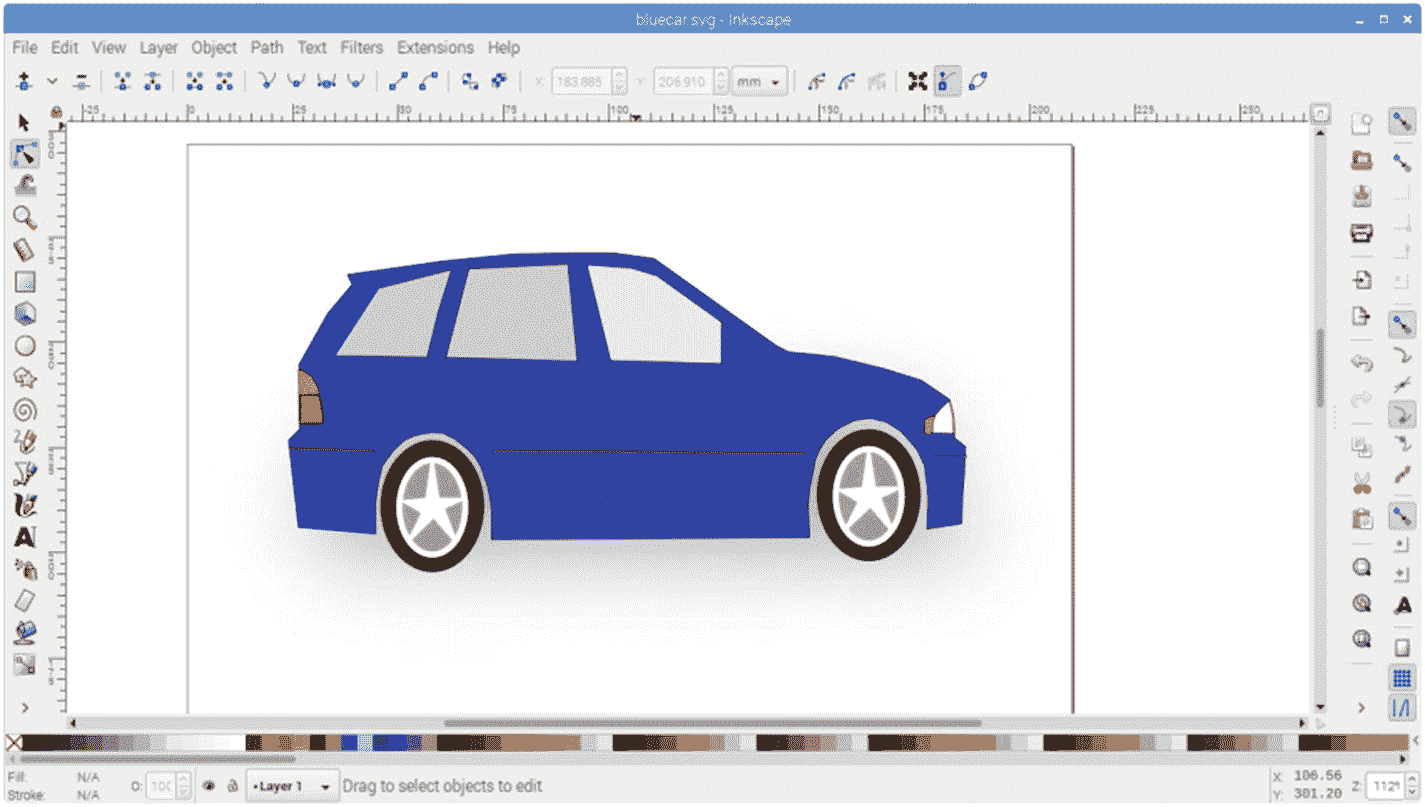 bluecar.svg - Inkscape
File Edit View Layer Object Path Text Filters Extensions Help
X: 183.885 Y: 206.910 mm
-25 0 25 50 75 100 125 150 175 200 225 250
Fill: N/A O: 100 Layer 1 Drag to select objects to edit X: 106.56 Z: 112%
Stroke: N/A Y: 301.20